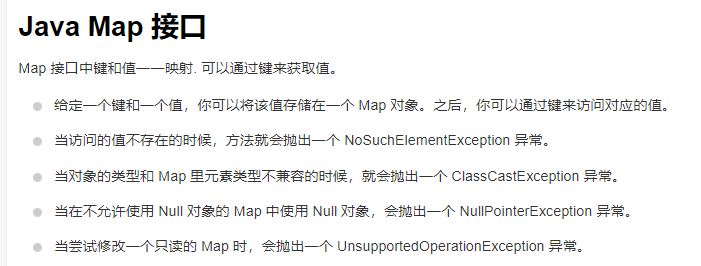 Java Map 接口
Map 接口中键和值一一映射. 可以通过键来获取值。
给定一个键和一个值，你可以将该值存储在一个 Map 对象。之后，你可以通过键来访问对应的值。
当访问的值不存在的时候，方法就会抛出一个 NoSuchElementException 异常。
当对象的类型和 Map 里元素类型不兼容的时候，就会抛出一个 ClassCastException 异常。
当在不允许使用 Null 对象的 Map 中使用 Null 对象，会抛出一个 NullPointerException 异常。
当尝试修改一个只读的 Map 时，会抛出一个 UnsupportedOperationException 异常。